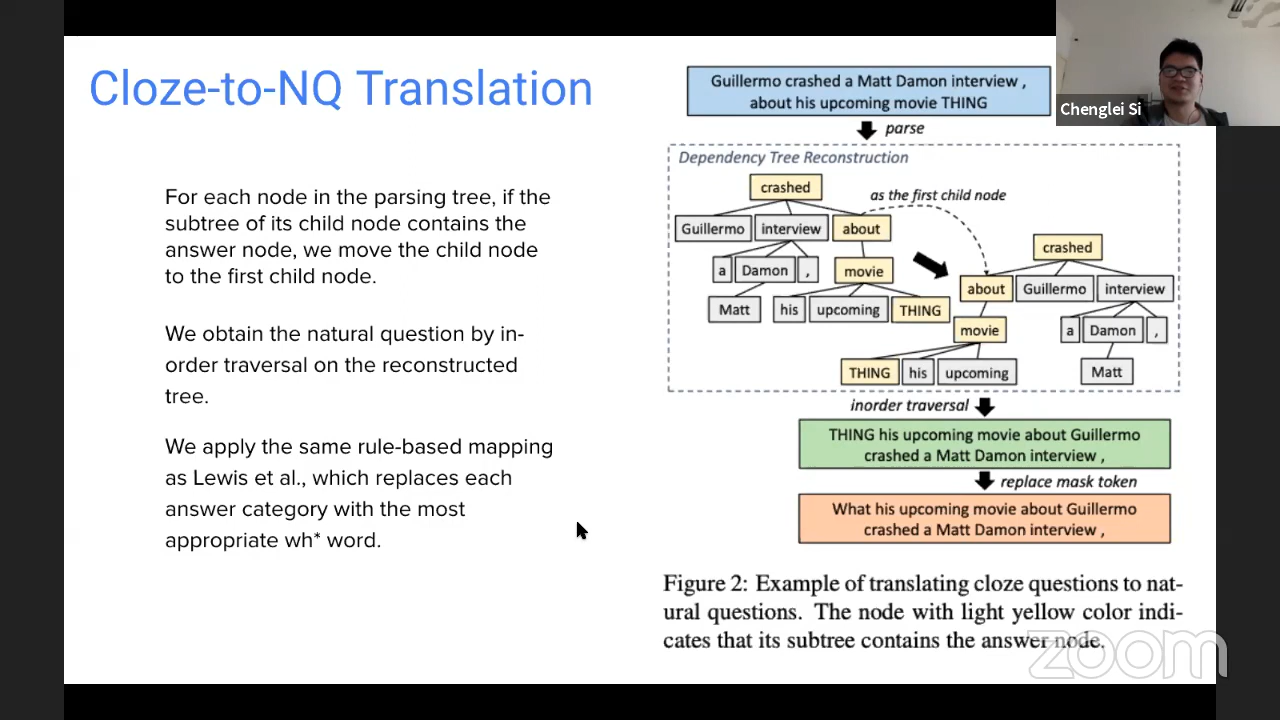 Cloze-to-NQ Translation
For each node in the parsing tree, if the
subtree of its child node contains the
answer node, we move the child node
to the first child node.
We obtain the natural question by in-
order traversal on the reconstructed
tree.
We apply the same rule-based mapping
as Lewis et al., which replaces each
answer category with the most
appropriate wh* word.
Guillermo crashed a Matt Damon interview ,
about his upcoming movie THING
parse
Dependency Tree Reconstruction
crashed
as the first child node
Guillermo interview about
a Damon , movie
Matt his upcoming THING
crashed
about Guillermo interview
movie a Damon ,
THING his upcoming Matt
inorder traversal
THING his upcoming movie about Guillermo
crashed a Matt Damon interview ,
replace mask token
What his upcoming movie about Guillermo
crashed a Matt Damon interview ,
Figure 2: Example of translating cloze questions to nat-
ural questions. The node with light yellow color indi-
cates that its subtree contains the answer node.
Chenglei Si
zoom